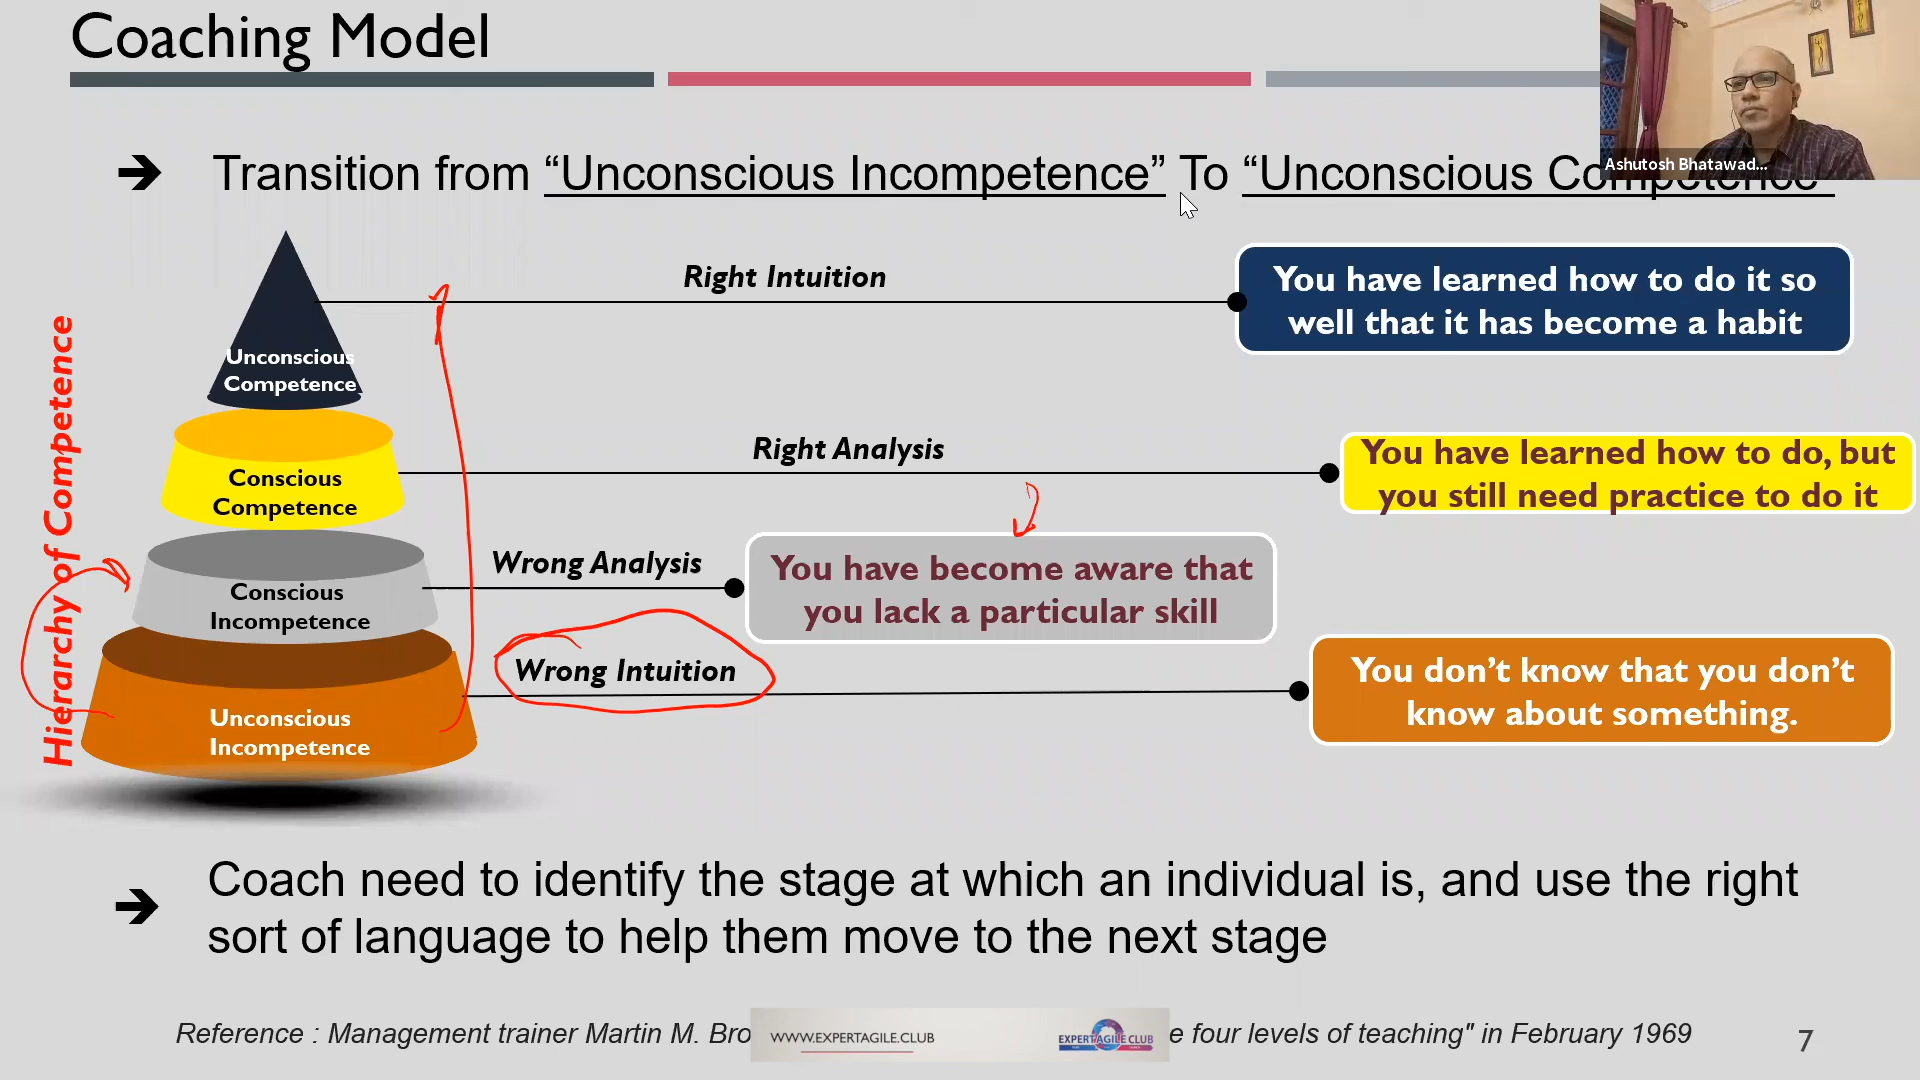 Coaching Model
Ashutosh Bhatawad...
➔ Transition from “Unconscious Incompetence” To “Unconscious Competence”
Right Intuition
You have learned how to do it so
well that it has become a habit
Unconscious
Competence
Hierarchy of Competence
Right Analysis
You have learned how to do, but
you still need practice to do it
Conscious
Competence
Wrong Analysis
You have become aware that
you lack a particular skill
Conscious
Incompetence
Wrong Intuition
You don’t know that you don’t
know about something.
Unconscious
Incompetence
➔ Coach need to identify the stage at which an individual is, and use the right
sort of language to help them move to the next stage
Reference : Management trainer Martin M. Bro
WWW.EXPERTAGILE.CLUB
EXPERTAGILE CLUB
four levels of teaching" in February 1969
7